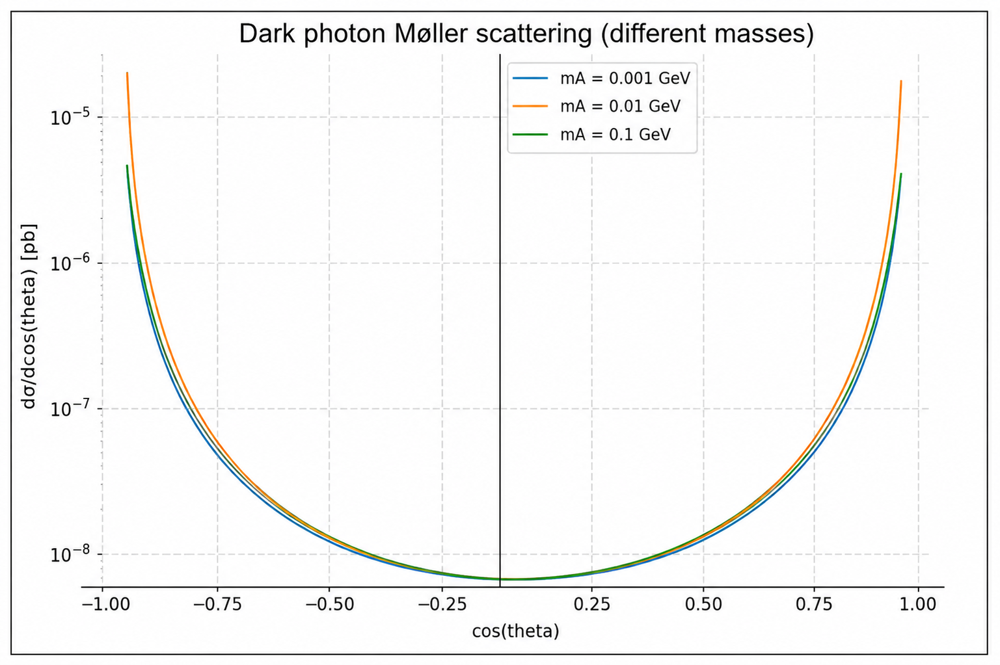 Dark photon Møller scattering (different masses)
mA = 0.001 GeV
mA = 0.01 GeV
mA = 0.1 GeV
dσ/dcos(theta) [pb]
10⁻⁵
10⁻⁶
10⁻⁷
10⁻⁸
−1.00 −0.75 −0.50 −0.25 0.25 0.50 0.75 1.00
cos(theta)